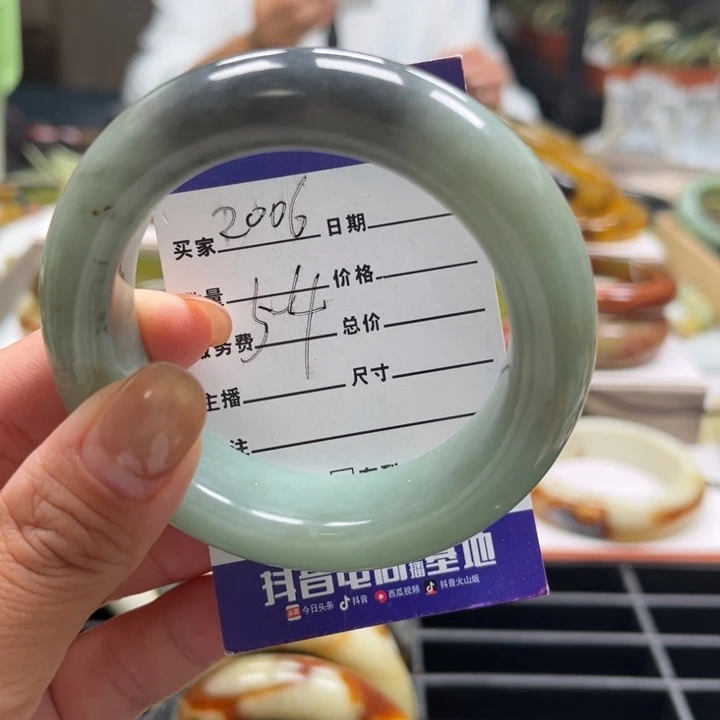 买家 2006 日期
量 价格
务费 54 总价
主播 尺寸
注
抖音电商直播基地
今日头条 抖音 西瓜视频 抖音火山版